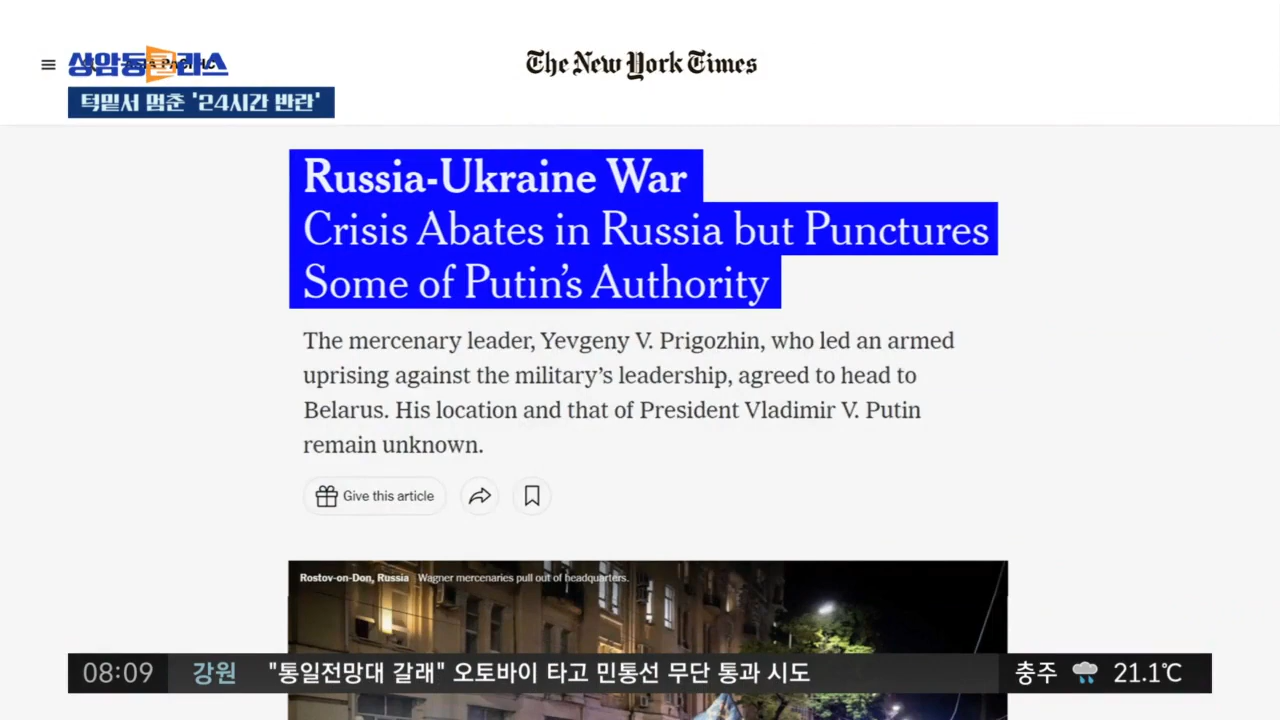 상암동클라스
The New York Times
턱밑서 멈춘 '24시간 반란'
Russia-Ukraine War
Crisis Abates in Russia but Punctures
Some of Putin's Authority
The mercenary leader, Yevgeny V. Prigozhin, who led an armed
uprising against the military's leadership, agreed to head to
Belarus. His location and that of President Vladimir V. Putin
remain unknown.
Give this article
Rostov-on-Don, Russia Wagner mercenaries pull out of headquarters.
08:09 강원 "통일전망대 갈래" 오토바이 타고 민통선 무단 통과 시도 충주 21.1℃